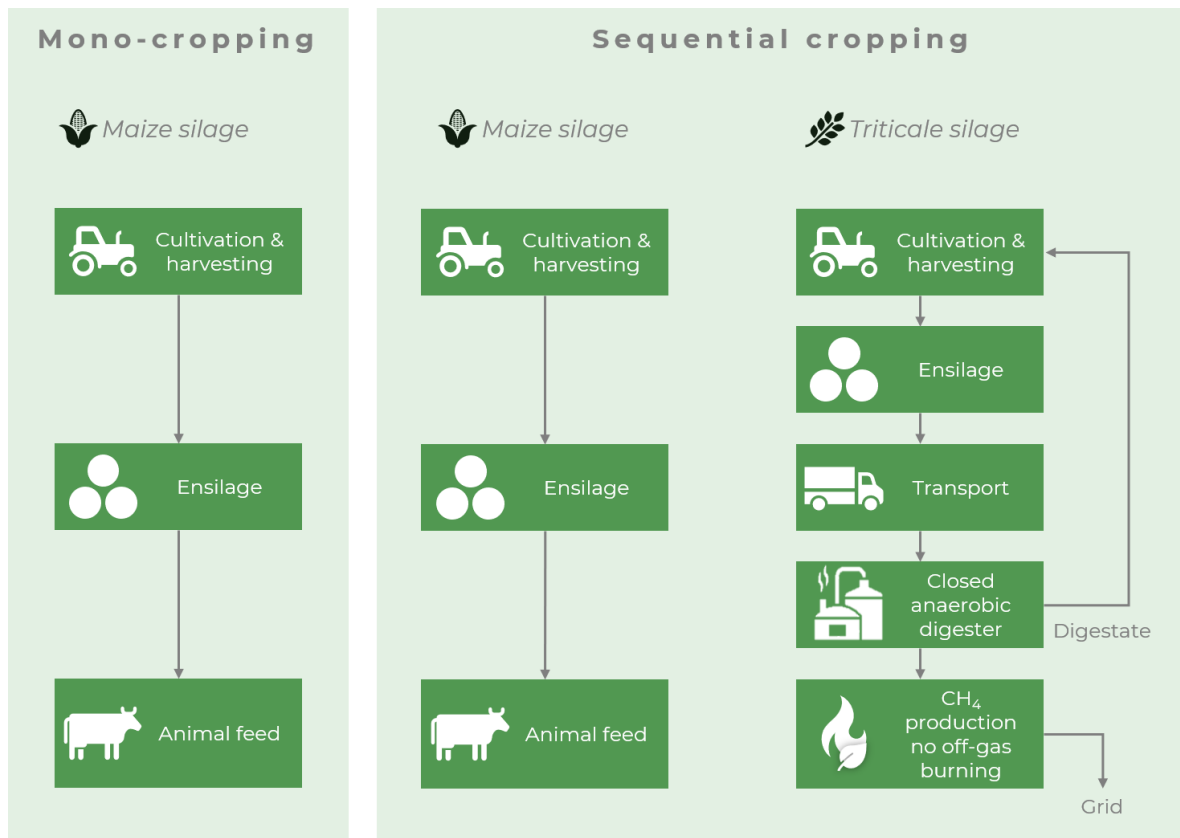 Mono-cropping
Maize silage
Cultivation &
harvesting
Ensilage
Animal feed
Sequential cropping
Maize silage
Cultivation &
harvesting
Ensilage
Animal feed
Triticale silage
Cultivation &
harvesting
Ensilage
Transport
Closed
anaerobic
digester
Digestate
CH₄
production
no off-gas
burning
Grid